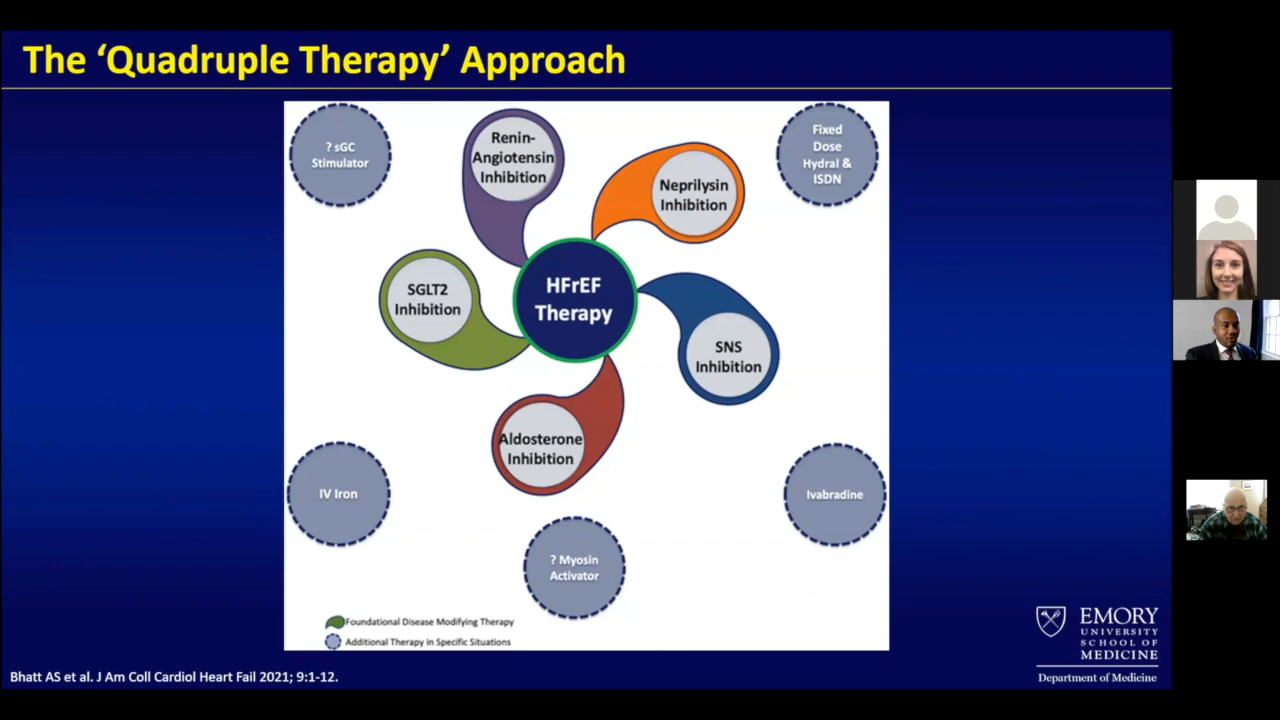 The ‘Quadruple Therapy’ Approach
? sGC
Stimulator
Renin-
Angiotensin
Inhibition
Neprilysin
Inhibition
Fixed
Dose
Hydral &
ISDN
SGLT2
Inhibition
HFrEF
Therapy
SNS
Inhibition
Aldosterone
Inhibition
IV Iron
Ivabradine
? Myosin
Activator
Foundational Disease Modifying Therapy
Additional Therapy in Specific Situations
EMORY
UNIVERSITY
SCHOOL OF
MEDICINE
Department of Medicine
Bhatt AS et al. J Am Coll Cardiol Heart Fail 2021; 9:1-12.